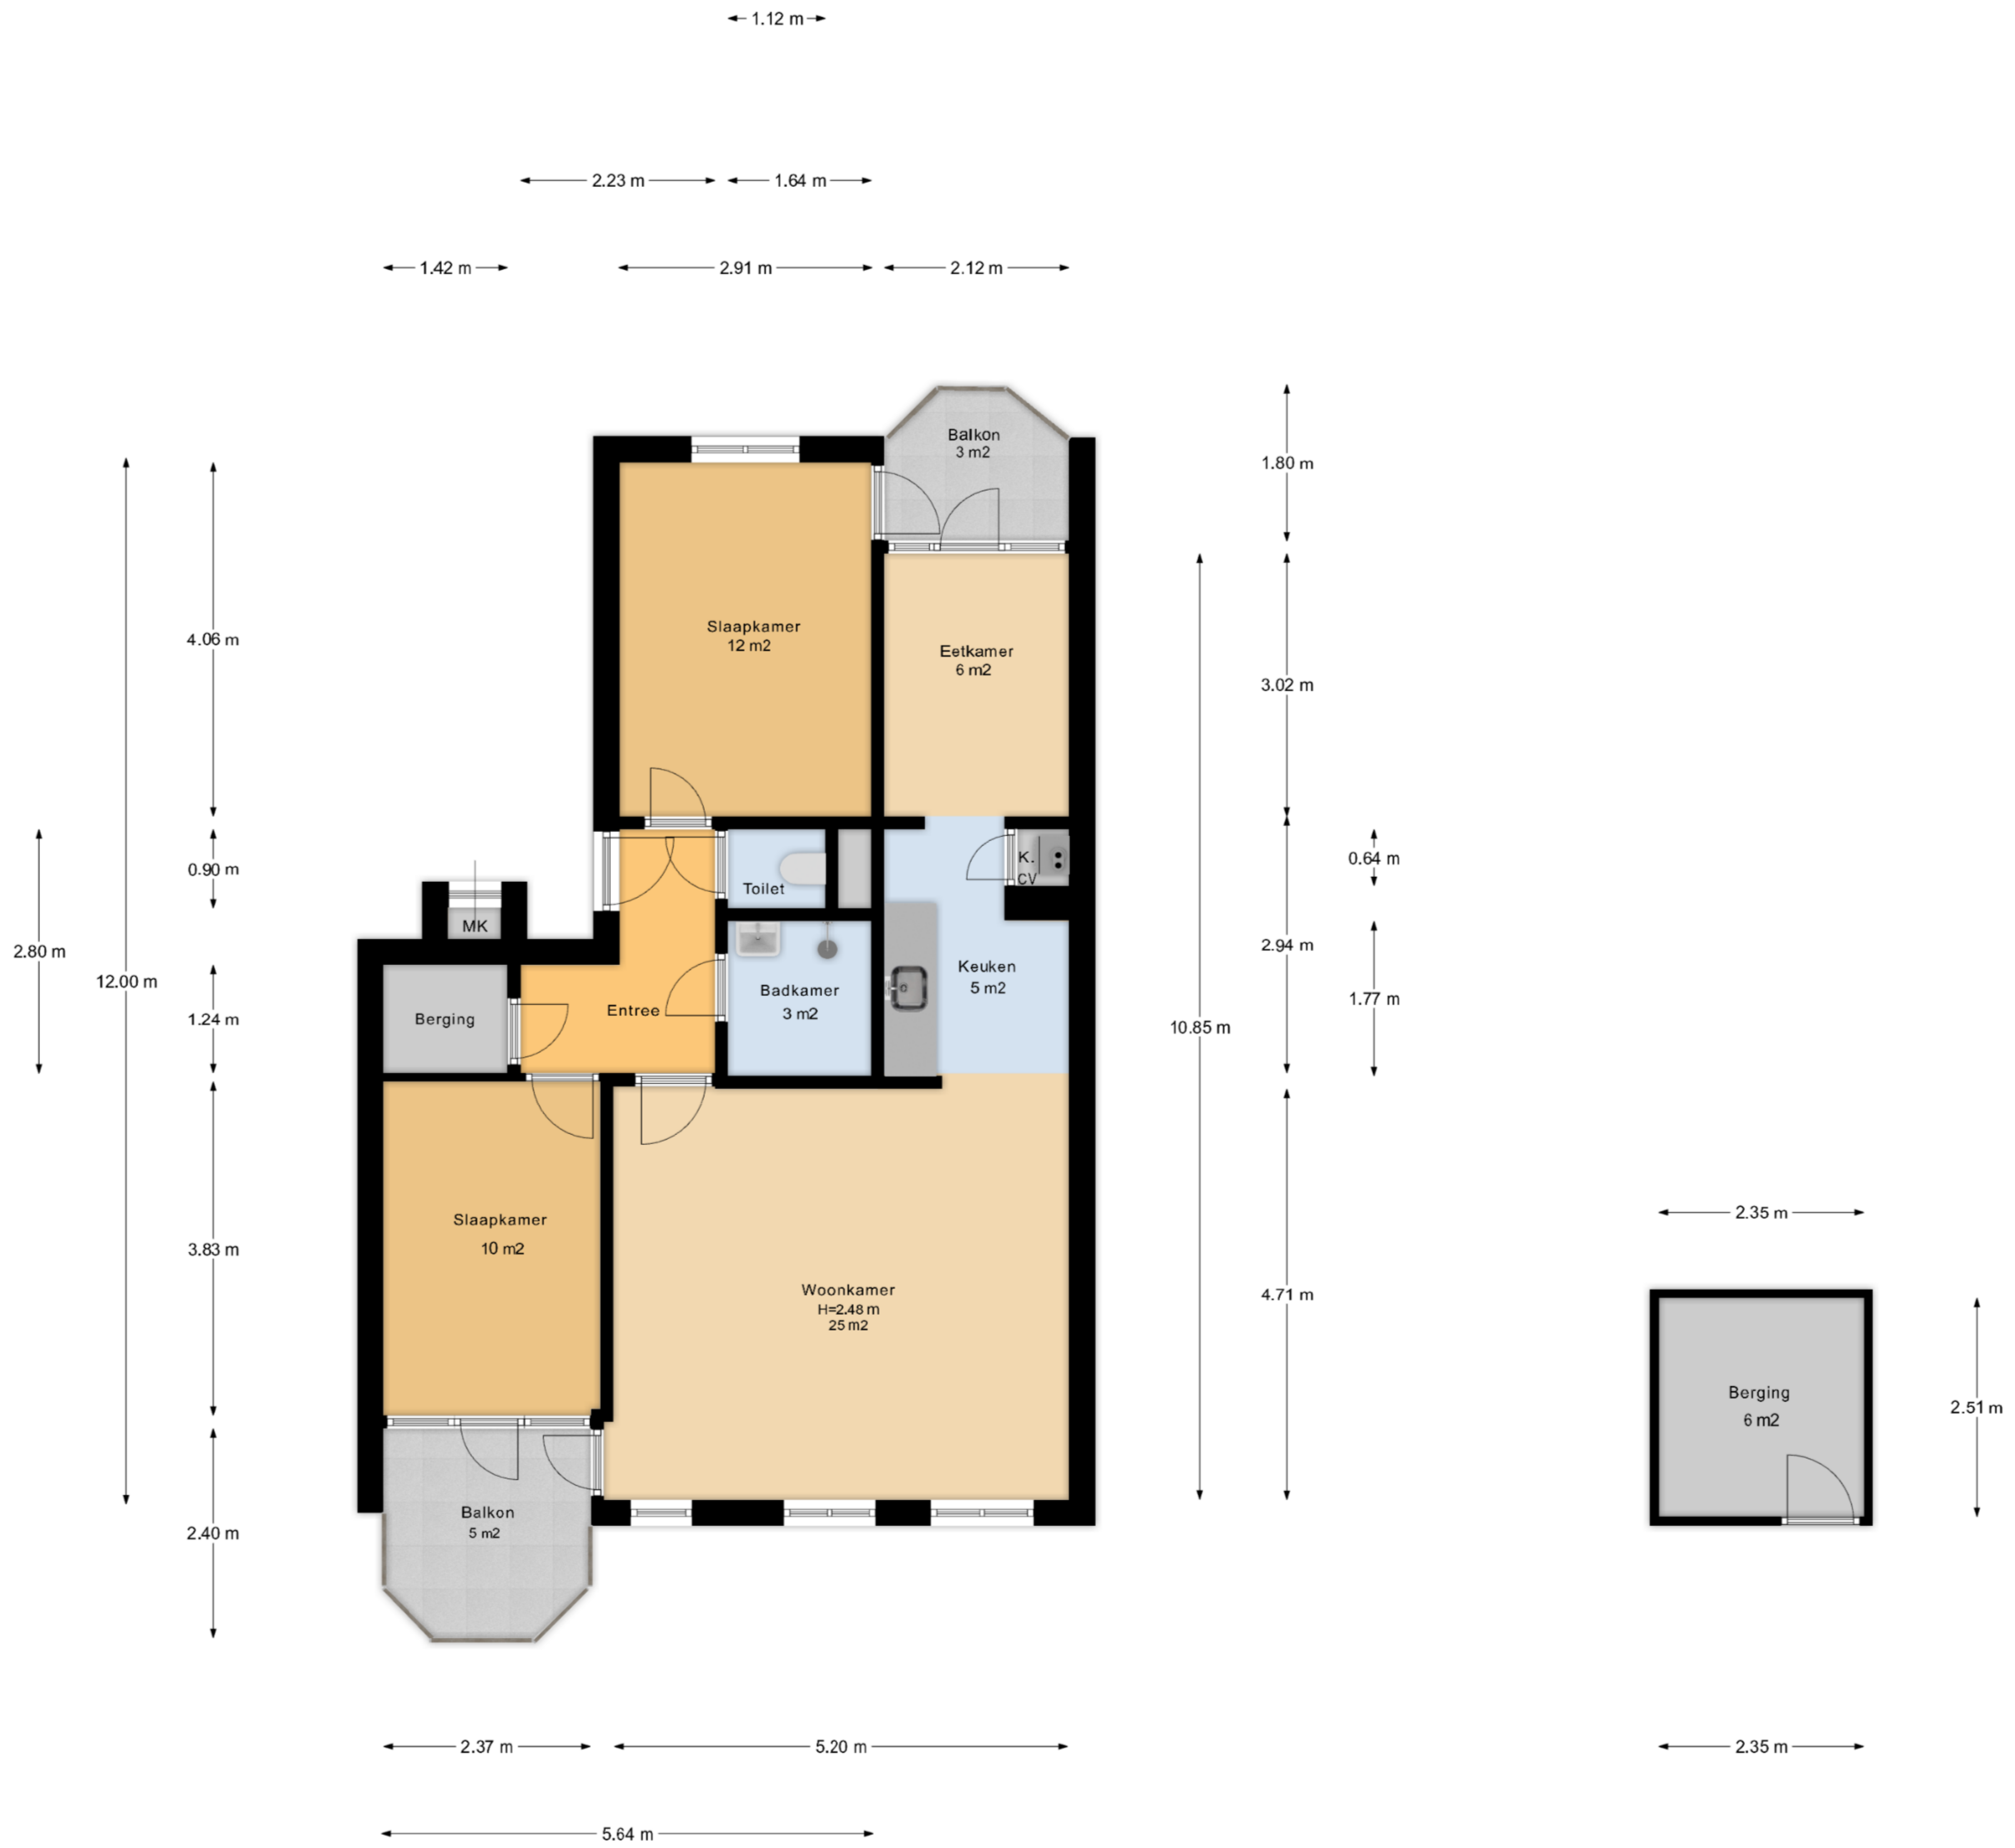 1.12 m
2.23 m
1.64 m
1.42 m
2.91 m
2.12 m
Balkon
3 m2
1.80 m
Slaapkamer
12 m2
4.06 m
Eetkamer
6 m2
3.02 m
K.
CV
0.64 m
0.90 m
Toilet
MK
2.80 m
12.00 m
2.94 m
Keuken
5 m2
Badkamer
3 m2
1.77 m
Entree
Berging
1.24 m
10.85 m
Slaapkamer
10 m2
3.83 m
Woonkamer
H=2.48 m
25 m2
4.71 m
2.35 m
Berging
6 m2
2.51 m
Balkon
5 m2
2.40 m
2.37 m
5.20 m
2.35 m
5.64 m